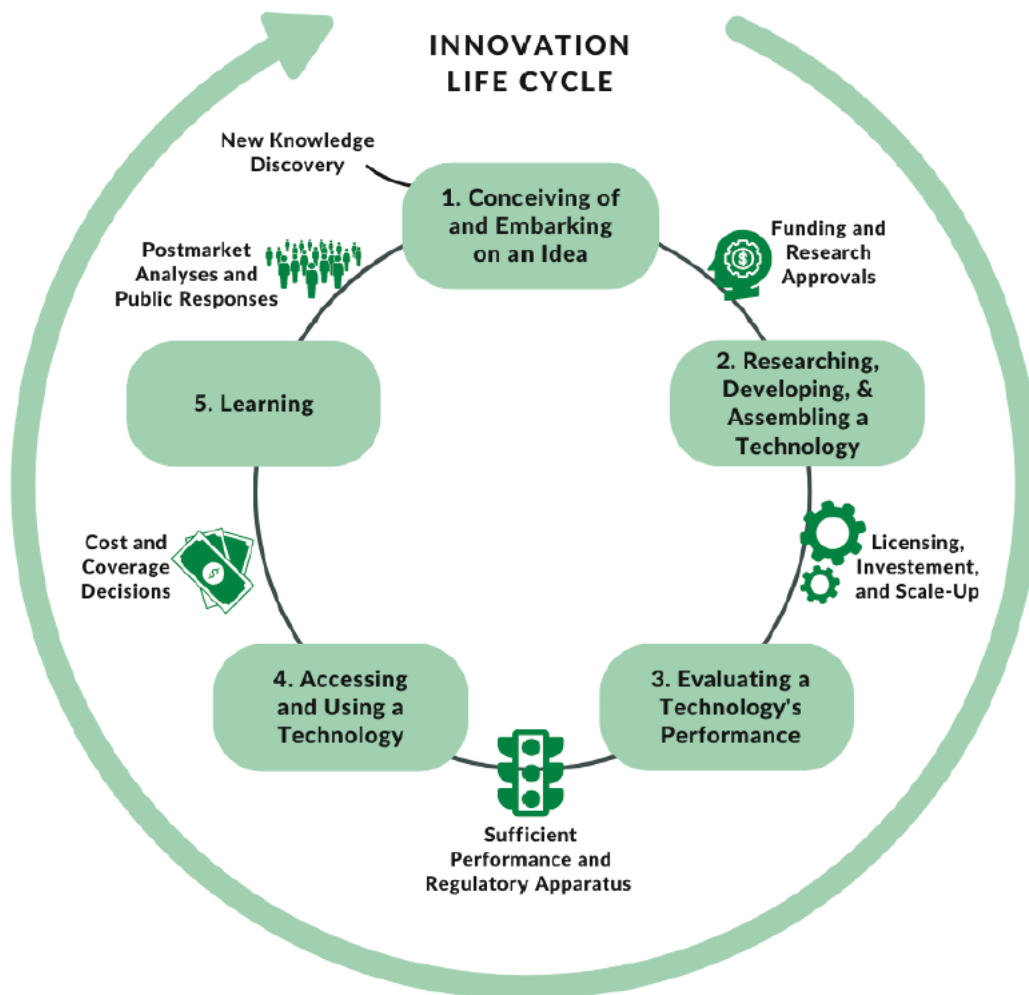 INNOVATION
LIFE CYCLE
New Knowledge
Discovery
1. Conceiving of
and Embarking
on an Idea
Funding and
Research
Approvals
2. Researching,
Developing, &
Assembling a
Technology
Licensing,
Investement,
and Scale-Up
3. Evaluating a
Technology's
Performance
Sufficient
Performance and
Regulatory Apparatus
4. Accessing
and Using a
Technology
Cost and
Coverage
Decisions
5. Learning
Postmarket
Analyses and
Public Responses
$
$